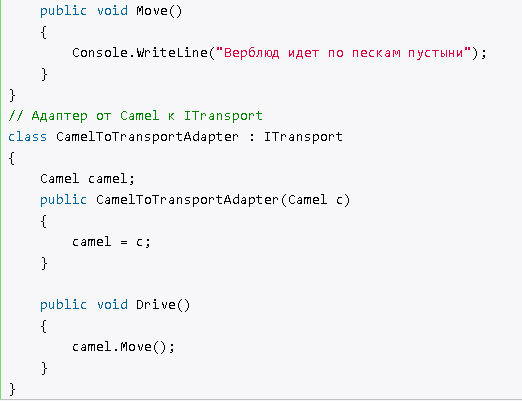 public void Move()
    {
        Console.WriteLine("Верблюд идет по пескам пустыни");
    }
}
// Адаптер от Camel к ITransport
class CamelToTransportAdapter : ITransport
{
    Camel camel;
    public CamelToTransportAdapter(Camel c)
    {
        camel = c;
    }

    public void Drive()
    {
        camel.Move();
    }
}